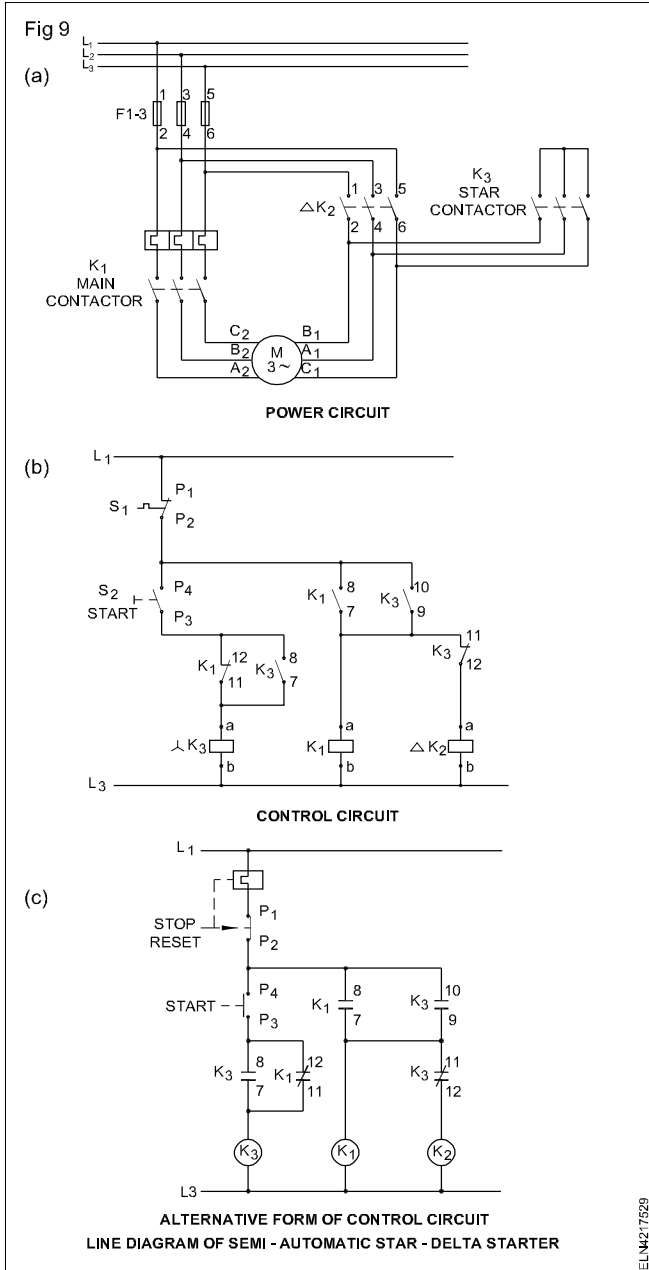 Fig 9
L1
L2
L3
(a)
1 3 5
F1-3
2 4 6
K3
STAR
CONTACTOR
1 3 5
△K2
2 4 6
K1
MAIN
CONTACTOR
C2 B1
B2 M A1
3~
A2 C1
POWER CIRCUIT
(b)
L1
S1 P1
P2
S2 P4
START P3
K1 8
7
K3 10
9
K1 12
11
K3 8
7
K3 11
12
a a a
K3 K1 △ K2
b b b
L3
CONTROL CIRCUIT
(c)
L1
STOP P1
RESET P2
START P4
P3
K1 8
7
K3 10
9
K3 8
7
K1 12
11
K3 11
12
K3 K1 K2
L3
ALTERNATIVE FORM OF CONTROL CIRCUIT
LINE DIAGRAM OF SEMI - AUTOMATIC STAR - DELTA STARTER
ELN4217529